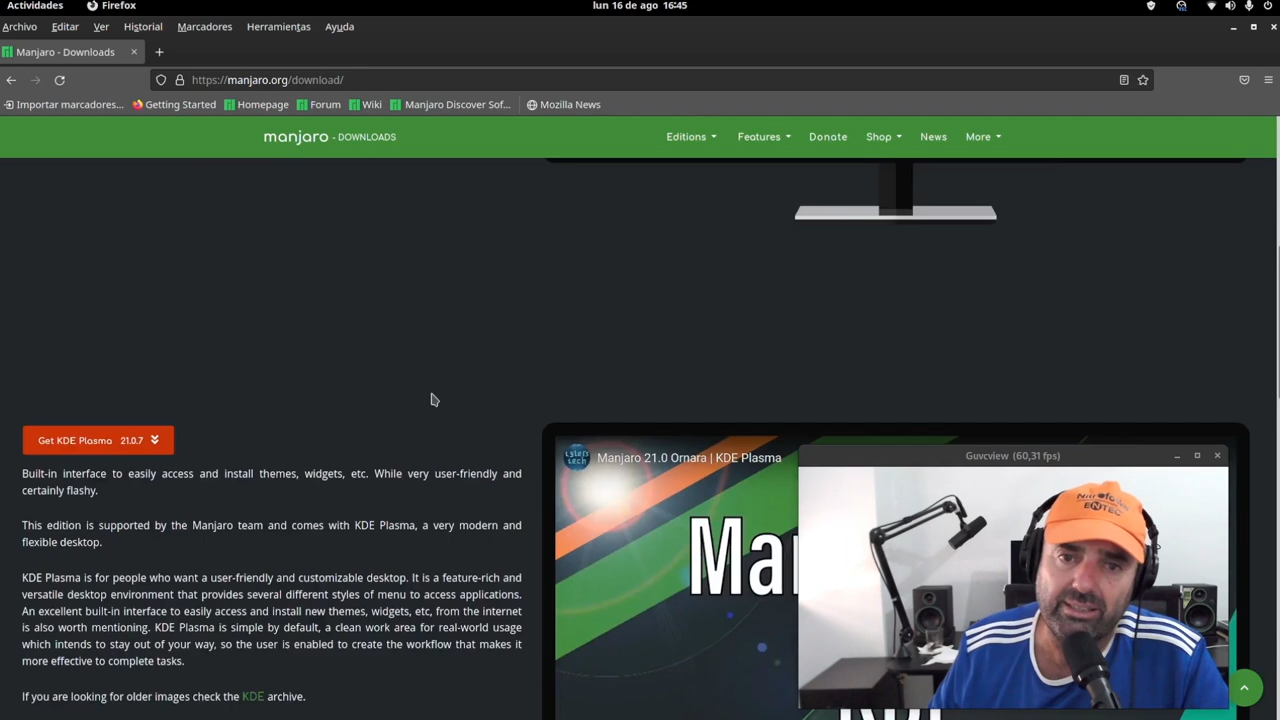 Actividades Firefox lun 16 de ago 16:45
Archivo Editar Ver Historial Marcadores Herramientas Ayuda
Manjaro - Downloads
https://manjaro.org/download/
Importar marcadores... Getting Started Homepage Forum Wiki Manjaro Discover Sof... Mozilla News
manjaro - DOWNLOADS Editions Features Donate Shop News More
Get KDE Plasma 21.0.7
Built-in interface to easily access and install themes, widgets, etc. While very user-friendly and
certainly flashy.
This edition is supported by the Manjaro team and comes with KDE Plasma, a very modern and
flexible desktop.
KDE Plasma is for people who want a user-friendly and customizable desktop. It is a feature-rich and
versatile desktop environment that provides several different styles of menu to access applications.
An excellent built-in interface to easily access and install new themes, widgets, etc, from the internet
is also worth mentioning. KDE Plasma is simple by default, a clean work area for real-world usage
which intends to stay out of your way, so the user is enabled to create the workflow that makes it
more effective to complete tasks.
If you are looking for older images check the KDE archive.
Manjaro 21.0 Ornara | KDE Plasma
Guvcview (60,31 fps)
ENTEC